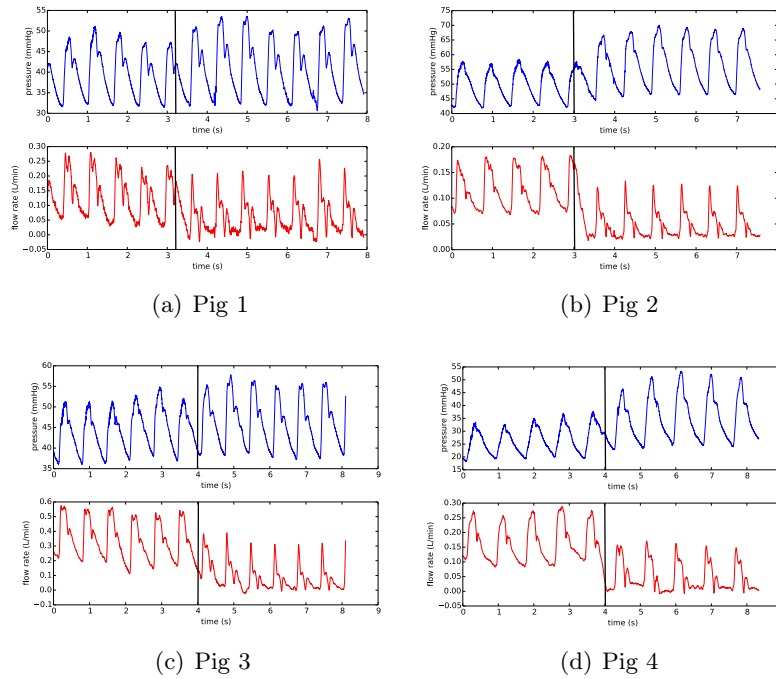 55
50
45
40
35
30
pressure (mmHg)
0 1 2 3 4 5 6 7 8
time (s)
0.30
0.25
0.20
0.15
0.10
0.05
0.00
−0.05
flow rate (L/min)
0 1 2 3 4 5 6 7 8
time (s)
(a) Pig 1
75
70
65
60
55
50
45
40
pressure (mmHg)
0 1 2 3 4 5 6 7
time (s)
0.20
0.15
0.10
0.05
0.00
flow rate (L/min)
0 1 2 3 4 5 6 7
time (s)
(b) Pig 2
60
55
50
45
40
35
pressure (mmHg)
0 1 2 3 4 5 6 7 8 9
time (s)
0.6
0.5
0.4
0.3
0.2
0.1
0.0
−0.1
flow rate (L/min)
0 1 2 3 4 5 6 7 8 9
time (s)
(c) Pig 3
55
50
45
40
35
30
25
20
15
pressure (mmHg)
0 1 2 3 4 5 6 7 8
time (s)
0.30
0.25
0.20
0.15
0.10
0.05
0.00
−0.05
flow rate (L/min)
0 1 2 3 4 5 6 7 8
time (s)
(d) Pig 4